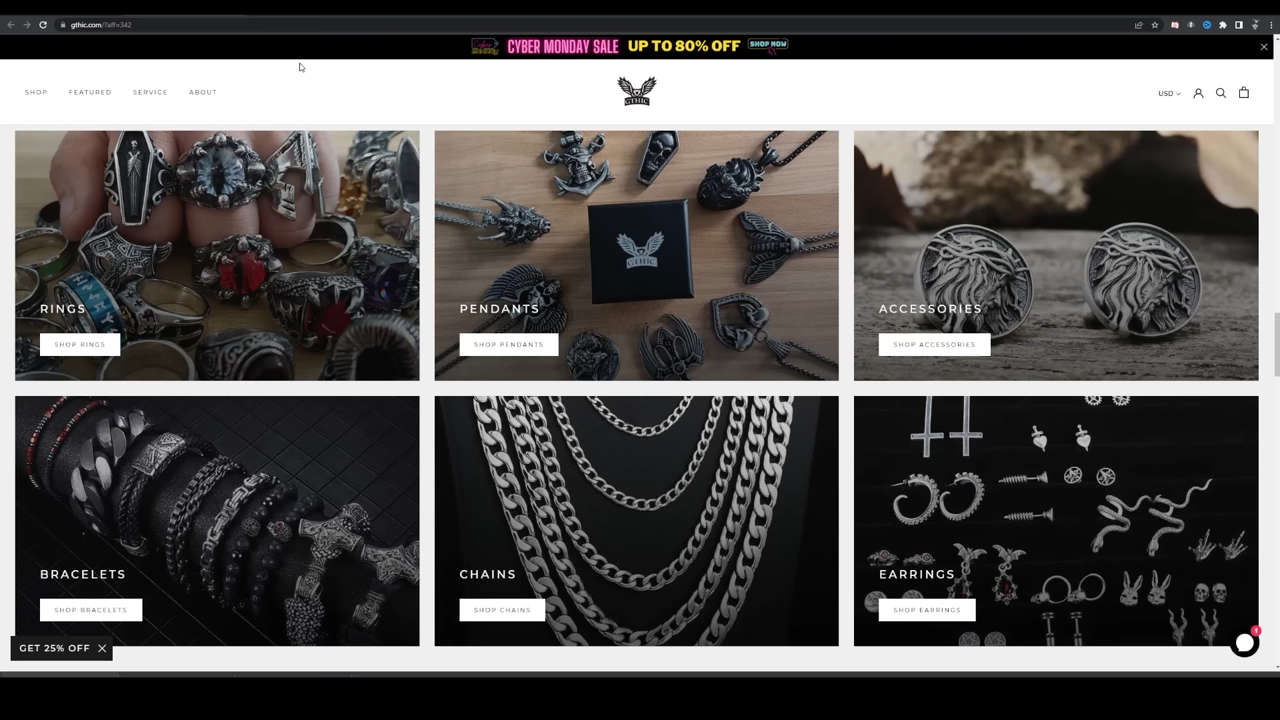 gthic.com/?aff=342
CYBER MONDAY SALE UP TO 80% OFF SHOP NOW
SHOP FEATURED SERVICE ABOUT
GTHIC
USD
GTHIC
RINGS
SHOP RINGS
PENDANTS
SHOP PENDANTS
ACCESSORIES
SHOP ACCESSORIES
BRACELETS
SHOP BRACELETS
CHAINS
SHOP CHAINS
EARRINGS
SHOP EARRINGS
GET 25% OFF
1